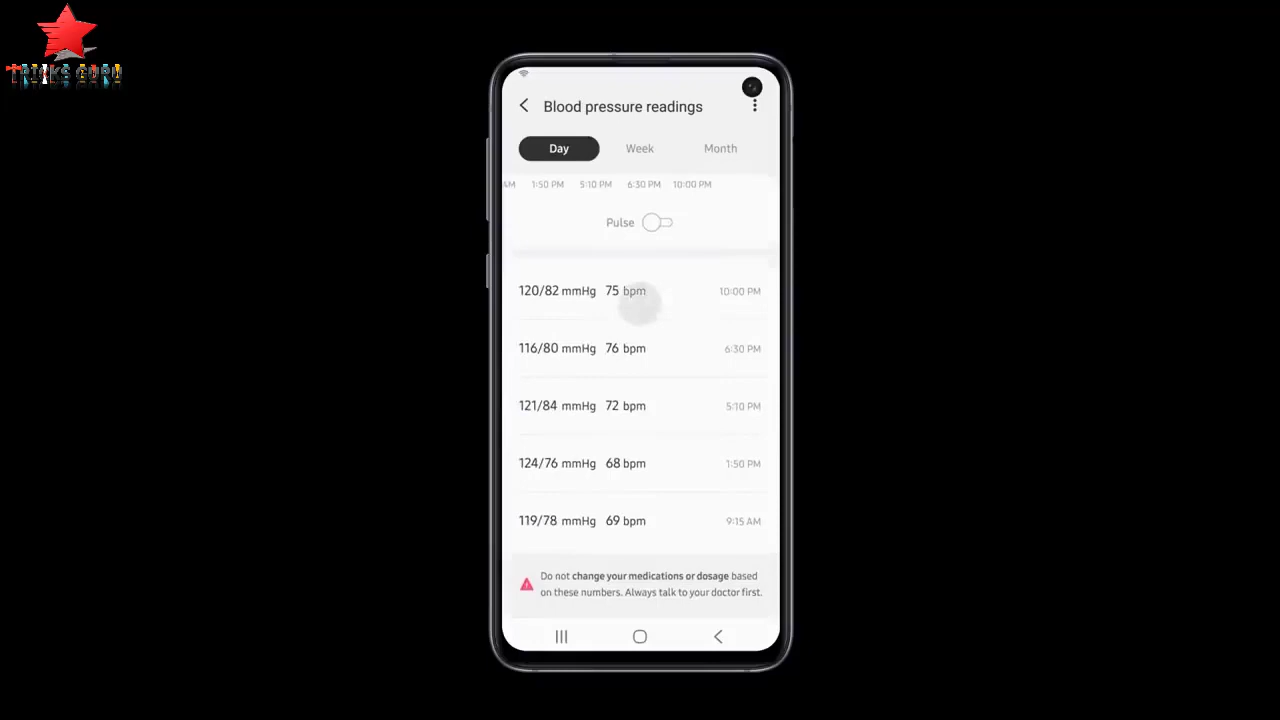 TRICKS GURU
Blood pressure readings
Day Week Month
AM 1:50 PM 5:10 PM 6:30 PM 10:00 PM
Pulse
120/82 mmHg 75 bpm 10:00 PM
116/80 mmHg 76 bpm 6:30 PM
121/84 mmHg 72 bpm 5:10 PM
124/76 mmHg 68 bpm 1:50 PM
119/78 mmHg 69 bpm 9:15 AM
Do not change your medications or dosage based
on these numbers. Always talk to your doctor first.